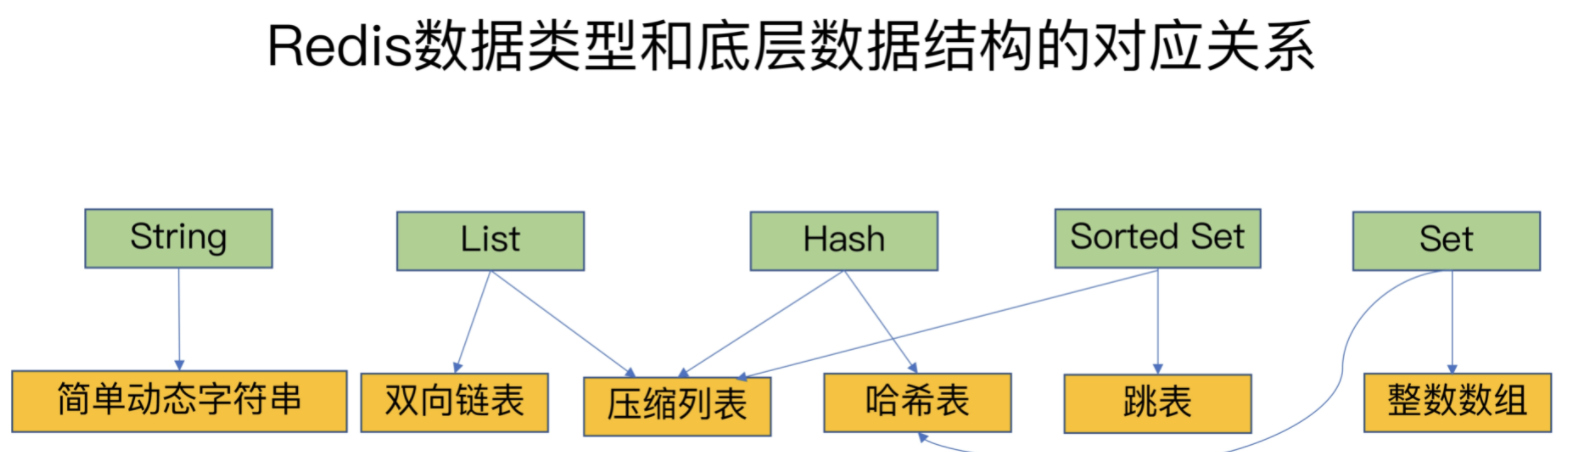 Redis数据类型和底层数据结构的对应关系
String
List
Hash
Sorted Set
Set
简单动态字符串
双向链表
压缩列表
哈希表
跳表
整数数组